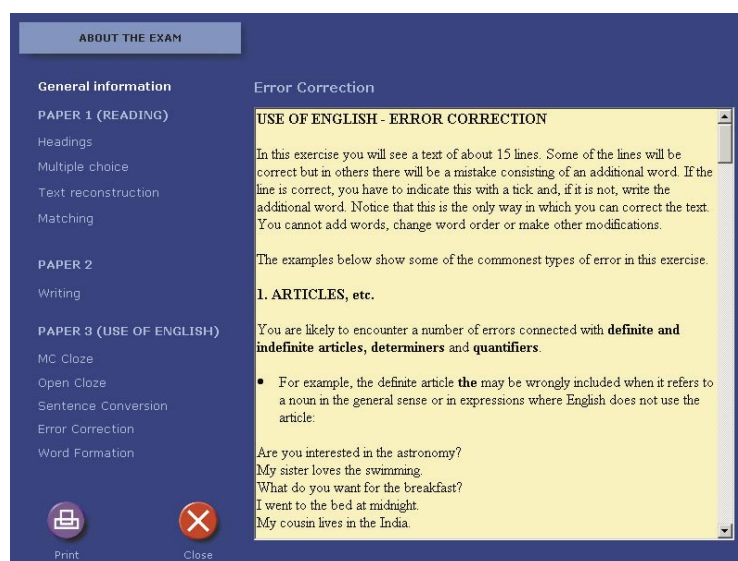 ABOUT THE EXAM
General information
PAPER 1 (READING)
Headings
Multiple choice
Text reconstruction
Matching
PAPER 2
Writing
PAPER 3 (USE OF ENGLISH)
MC Cloze
Open Cloze
Sentence Conversion
Error Correction
Word Formation
Print
Close
Error Correction
USE OF ENGLISH - ERROR CORRECTION
In this exercise you will see a text of about 15 lines. Some of the lines will be
correct but in others there will be a mistake consisting of an additional word. If the
line is correct, you have to indicate this with a tick and, if it is not, write the
additional word. Notice that this is the only way in which you can correct the text.
You cannot add words, change word order or make other modifications.
The examples below show some of the commonest types of error in this exercise.
1. ARTICLES, etc.
You are likely to encounter a number of errors connected with definite and
indefinite articles, determiners and quantifiers.
• For example, the definite article the may be wrongly included when it refers to
a noun in the general sense or in expressions where English does not use the
article:
Are you interested in the astronomy?
My sister loves the swimming.
What do you want for the breakfast?
I went to the bed at midnight.
My cousin lives in the India.